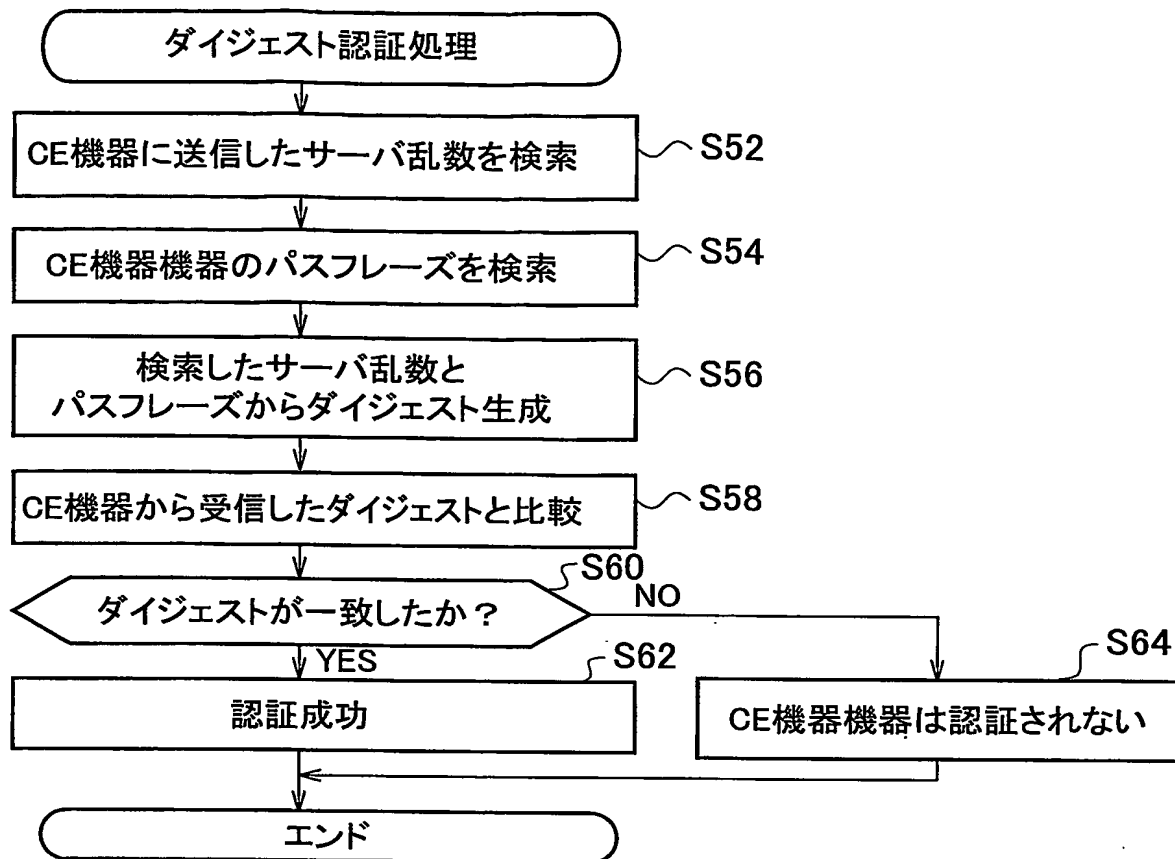 ダイジェスト認証処理
CE機器に送信したサーバ乱数を検索
S52
CE機器機器のパスフレーズを検索
S54
検索したサーバ乱数と
パスフレーズからダイジェスト生成
S56
CE機器から受信したダイジェストと比較
S58
S60
ダイジェストが一致したか？
NO
YES
S62
S64
認証成功
CE機器機器は認証されない
エンド